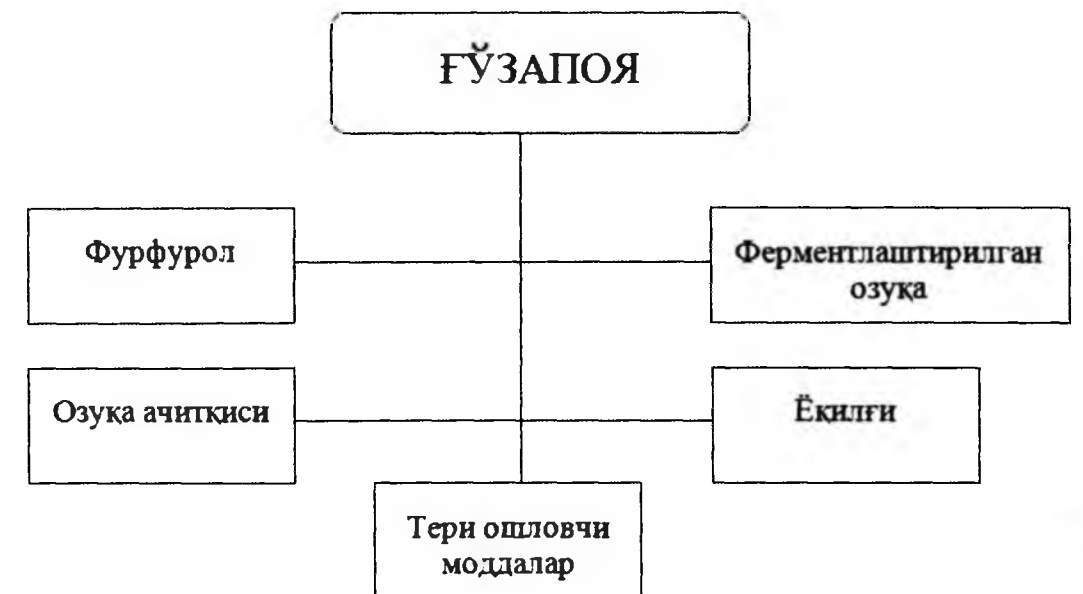 ҒЎЗАПОЯ
Фурфурол
Ферментлаштирилган
озуқа
Озуқа ачитқиси
Ёқилғи
Тери ошловчи
моддалар